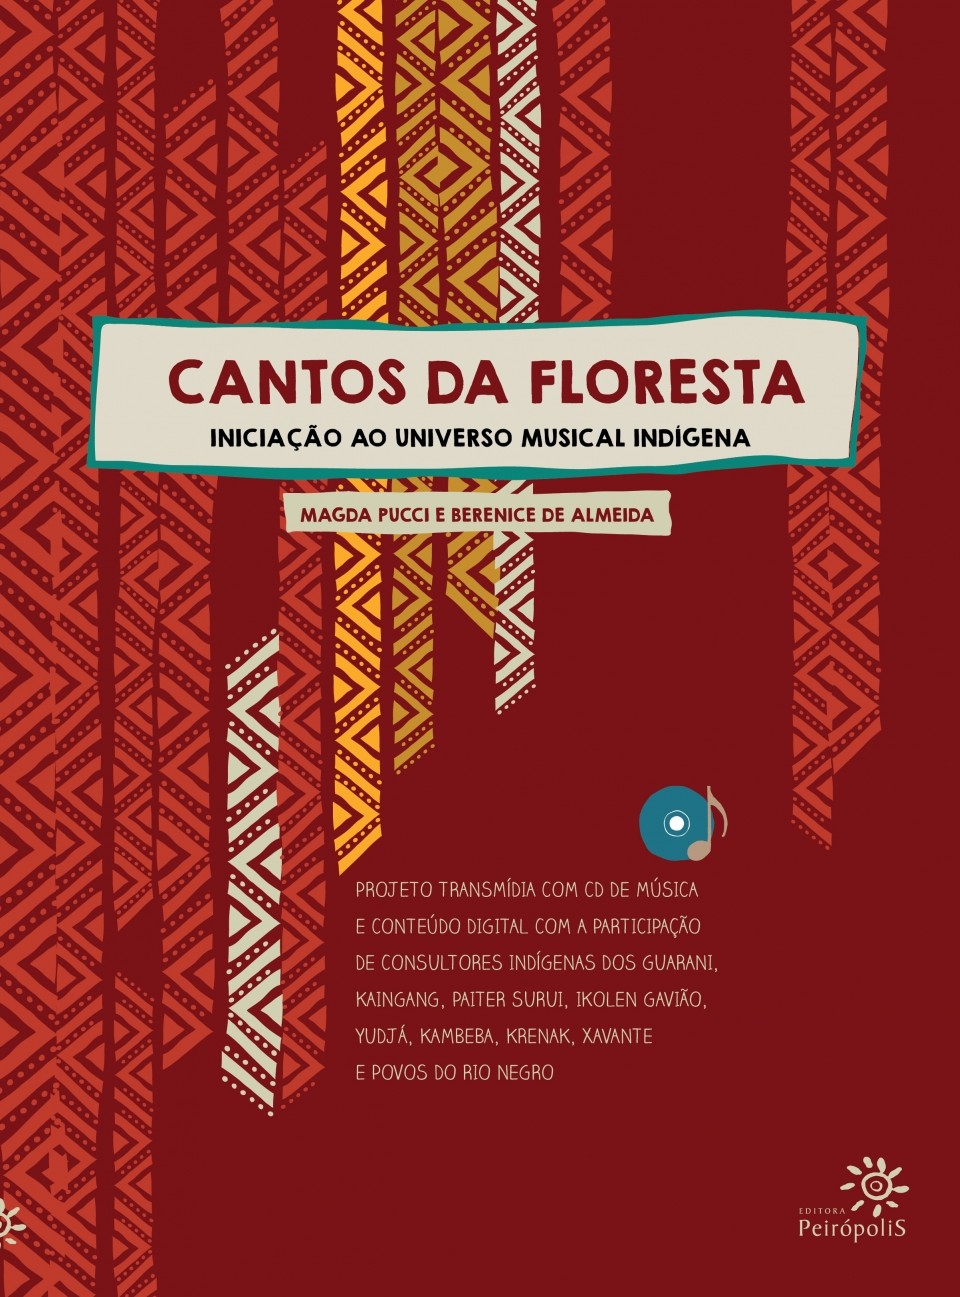 CANTOS DA FLORESTA
INICIAÇÃO AO UNIVERSO MUSICAL INDÍGENA
MAGDA PUCCI E BERENICE DE ALMEIDA
PROJETO TRANSMÍDIA COM CD DE MÚSICA
E CONTEÚDO DIGITAL COM A PARTICIPAÇÃO
DE CONSULTORES INDÍGENAS DOS GUARANI,
KAINGANG, PAITER SURUI, IKOLEN GAVIÃO,
YUDJÁ, KAMBEBA, KRENAK, XAVANTE
E POVOS DO RIO NEGRO
EDITORA
PeirópoliS